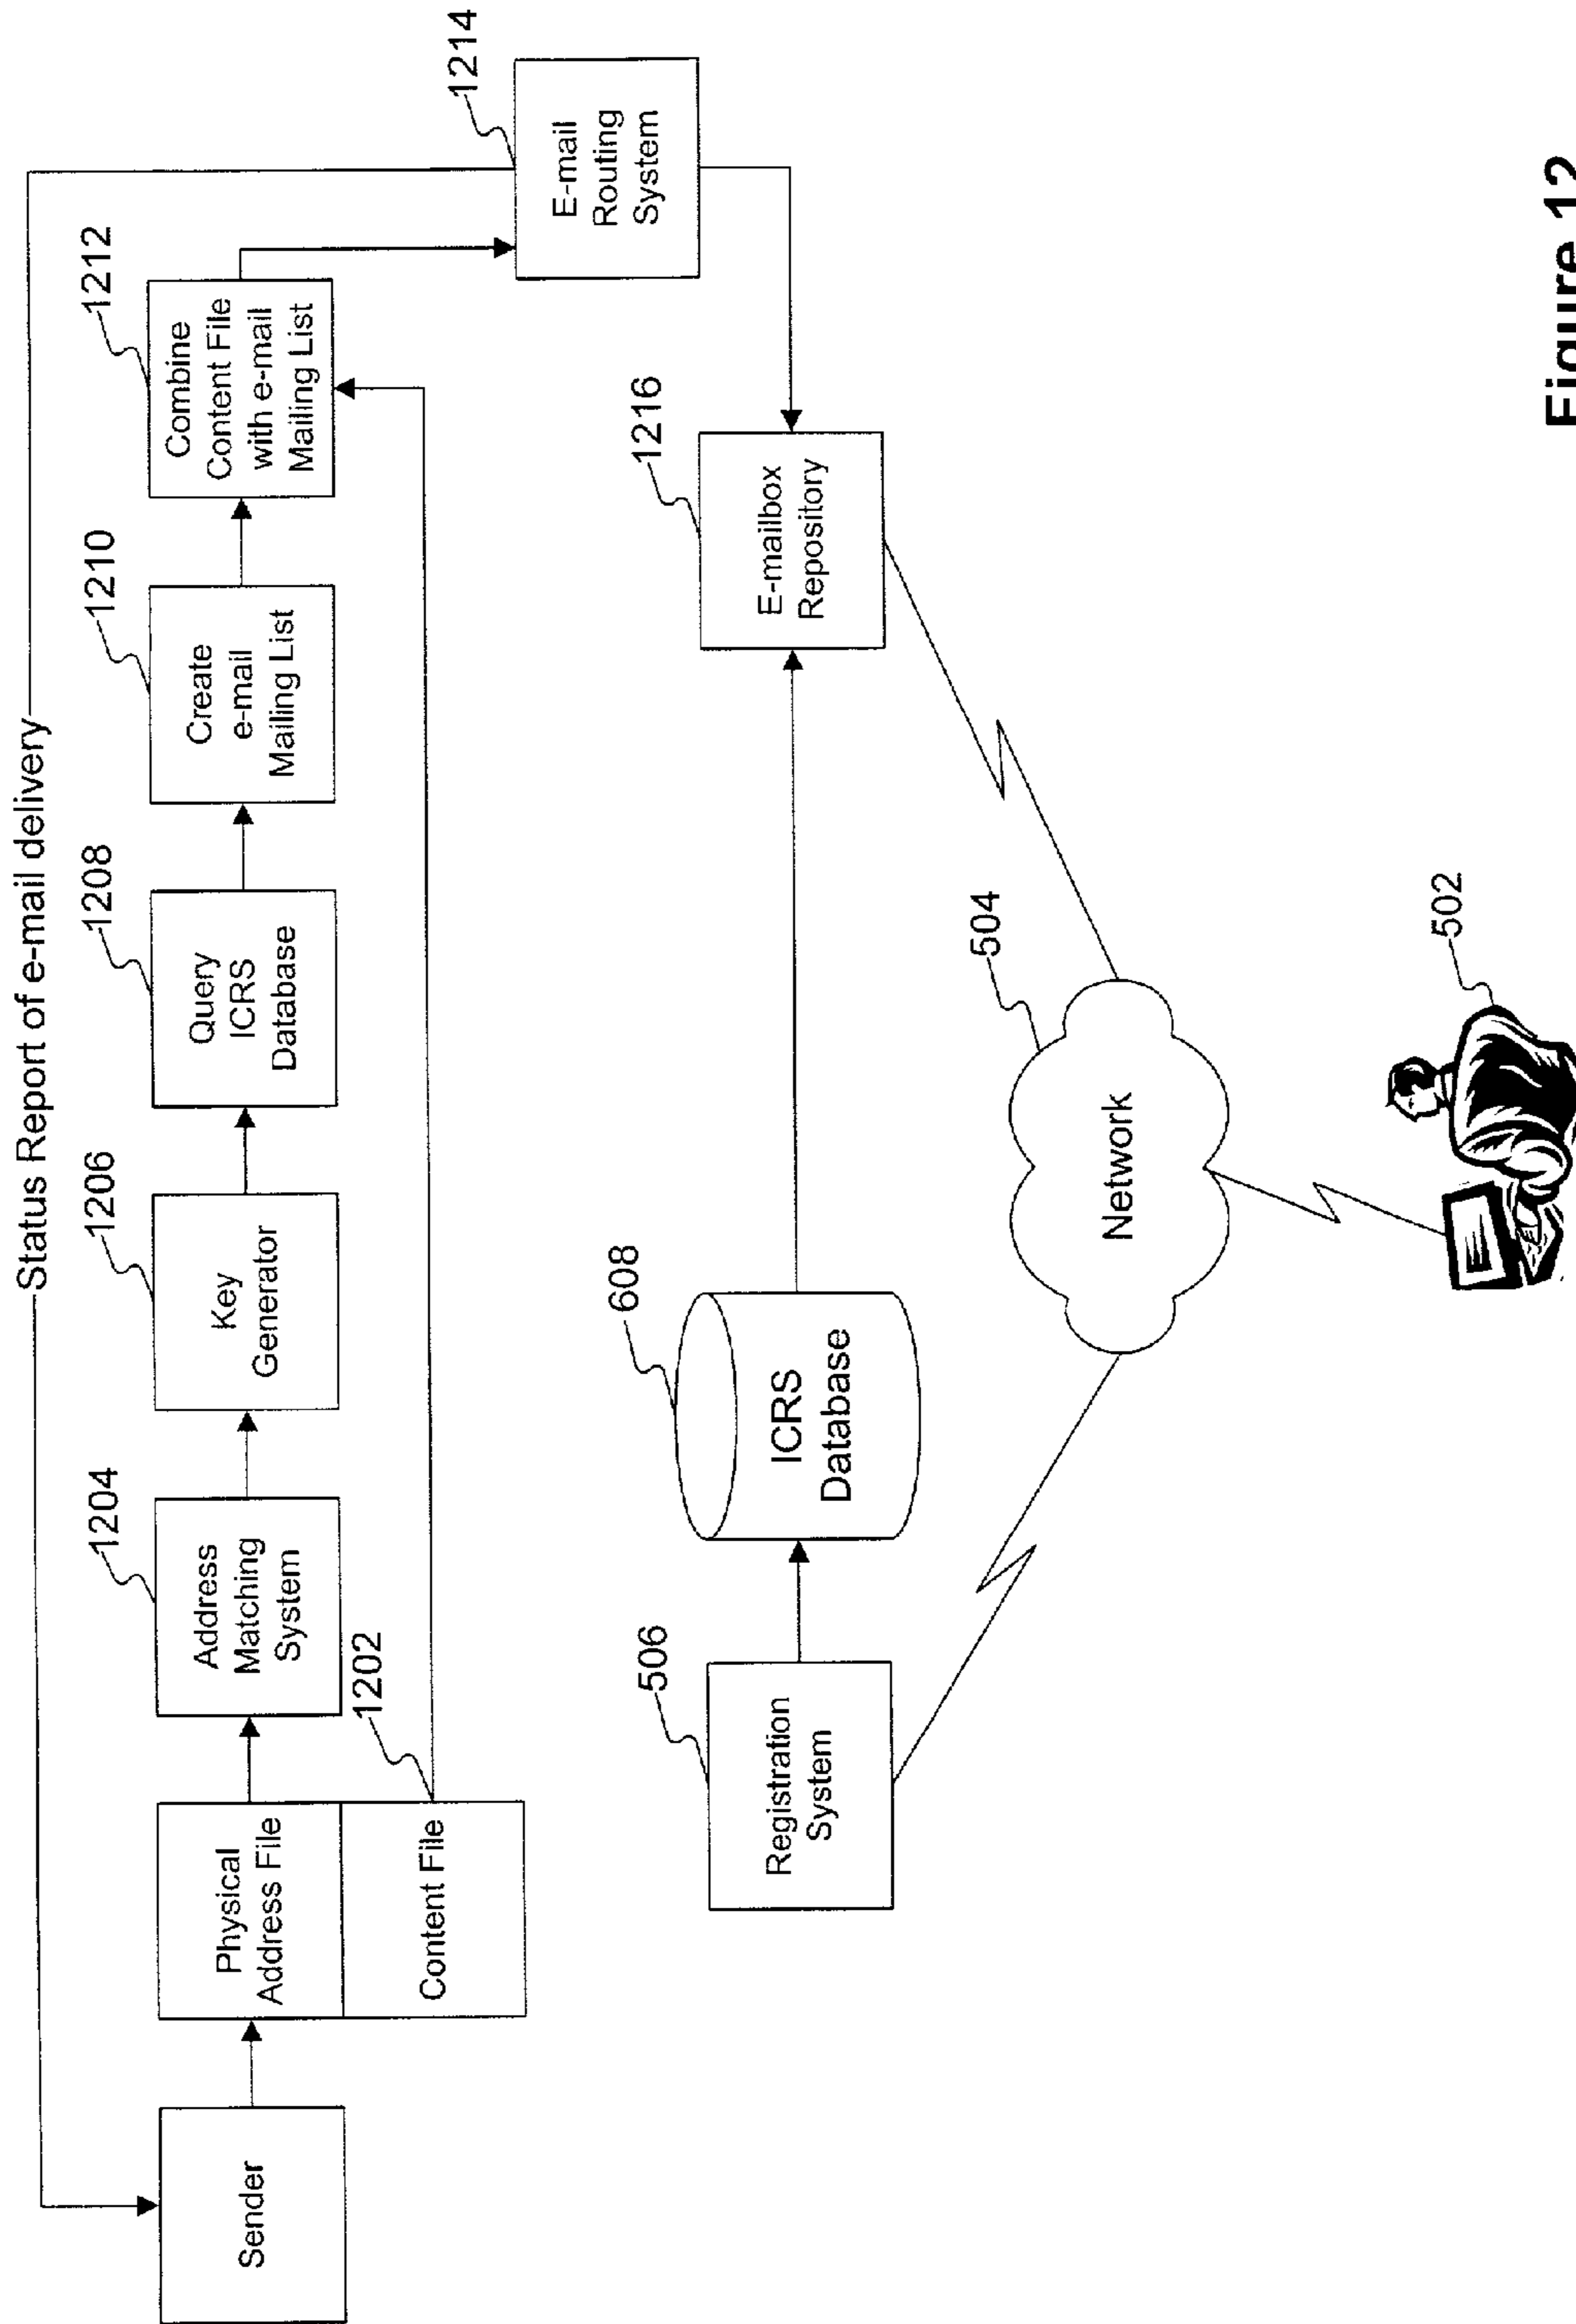 Status Report of e-mail delivery
Sender
Physical
Address File
Content File
1202
Address
Matching
System
1204
Key
Generator
1206
Query
ICRS
Database
1208
Create
e-mail
Mailing List
1210
Combine
Content File
with e-mail
Mailing List
1212
E-mail
Routing
System
1214
Registration
System
506
ICRS
Database
608
E-mailbox
Repository
1216
Network
504
502
Figure 12